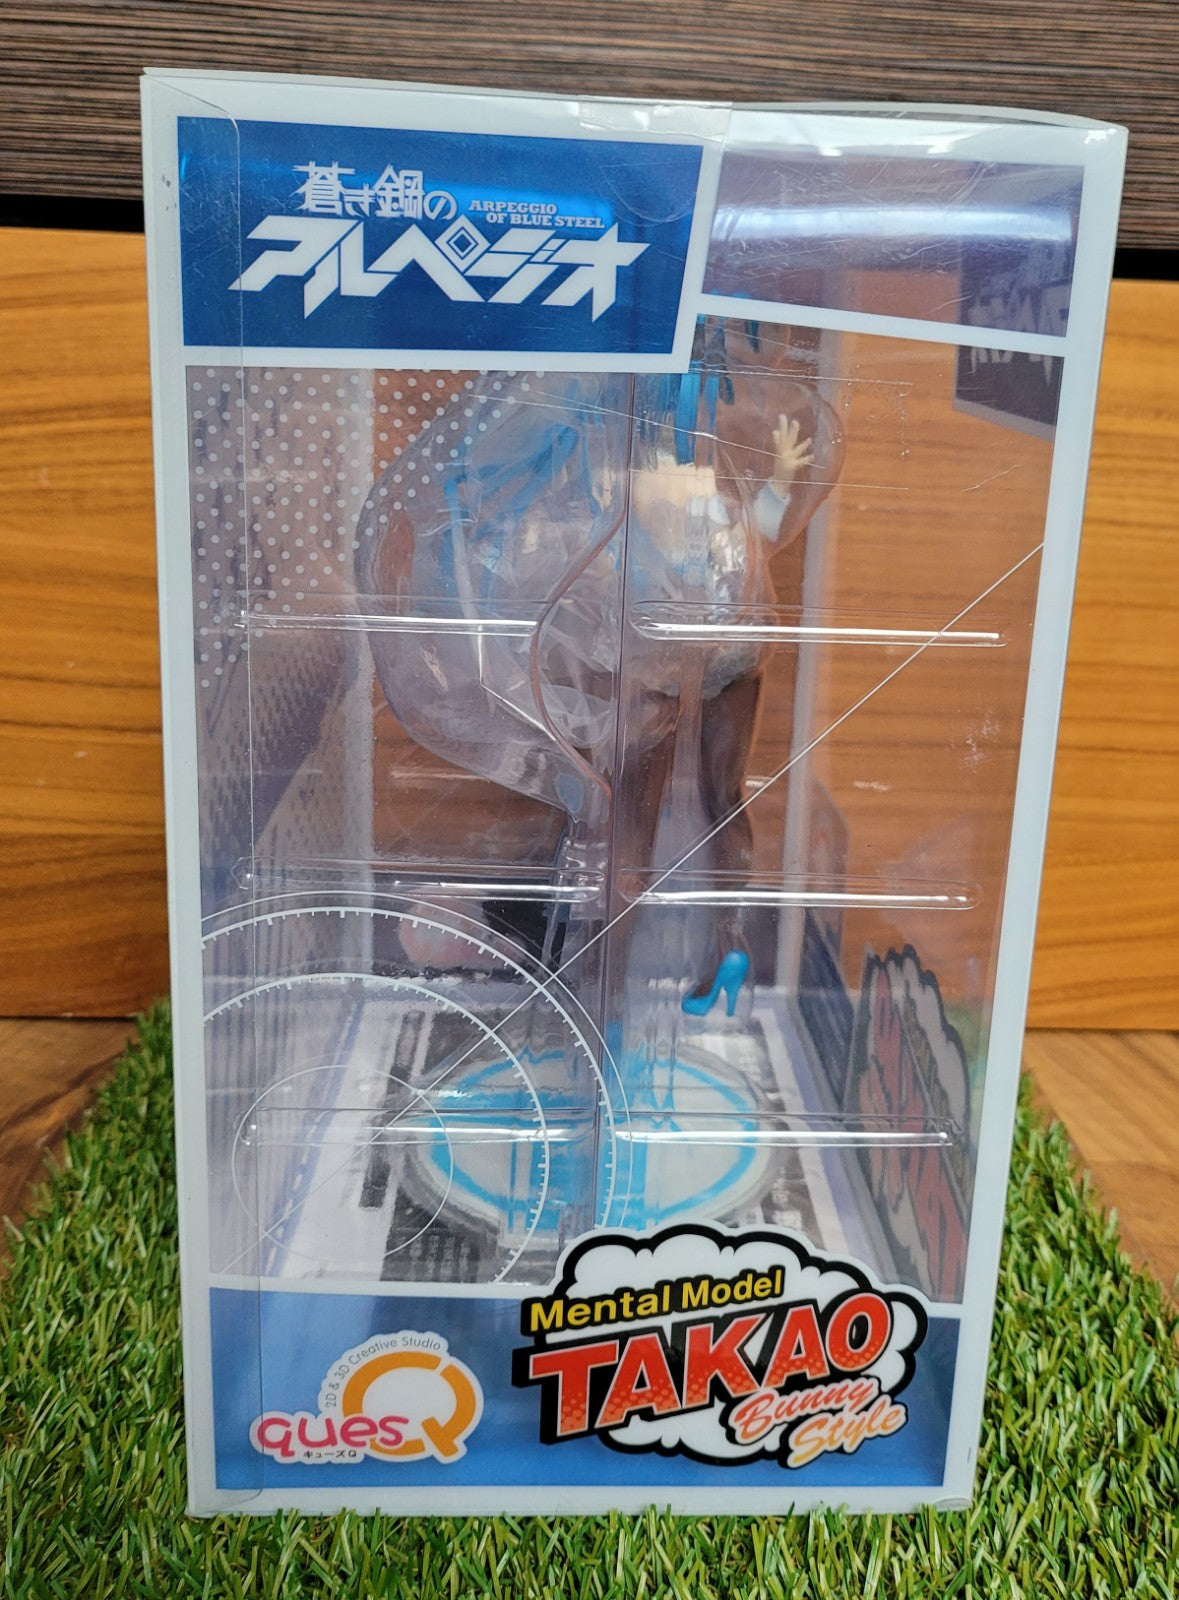 蒼き鋼の
ARPEGGIO
OF BLUE STEEL
アルペジオ
Mental Model
TAKAO
Bunny
Style
2D & 3D Creative Studio
quesQ
キューズQ